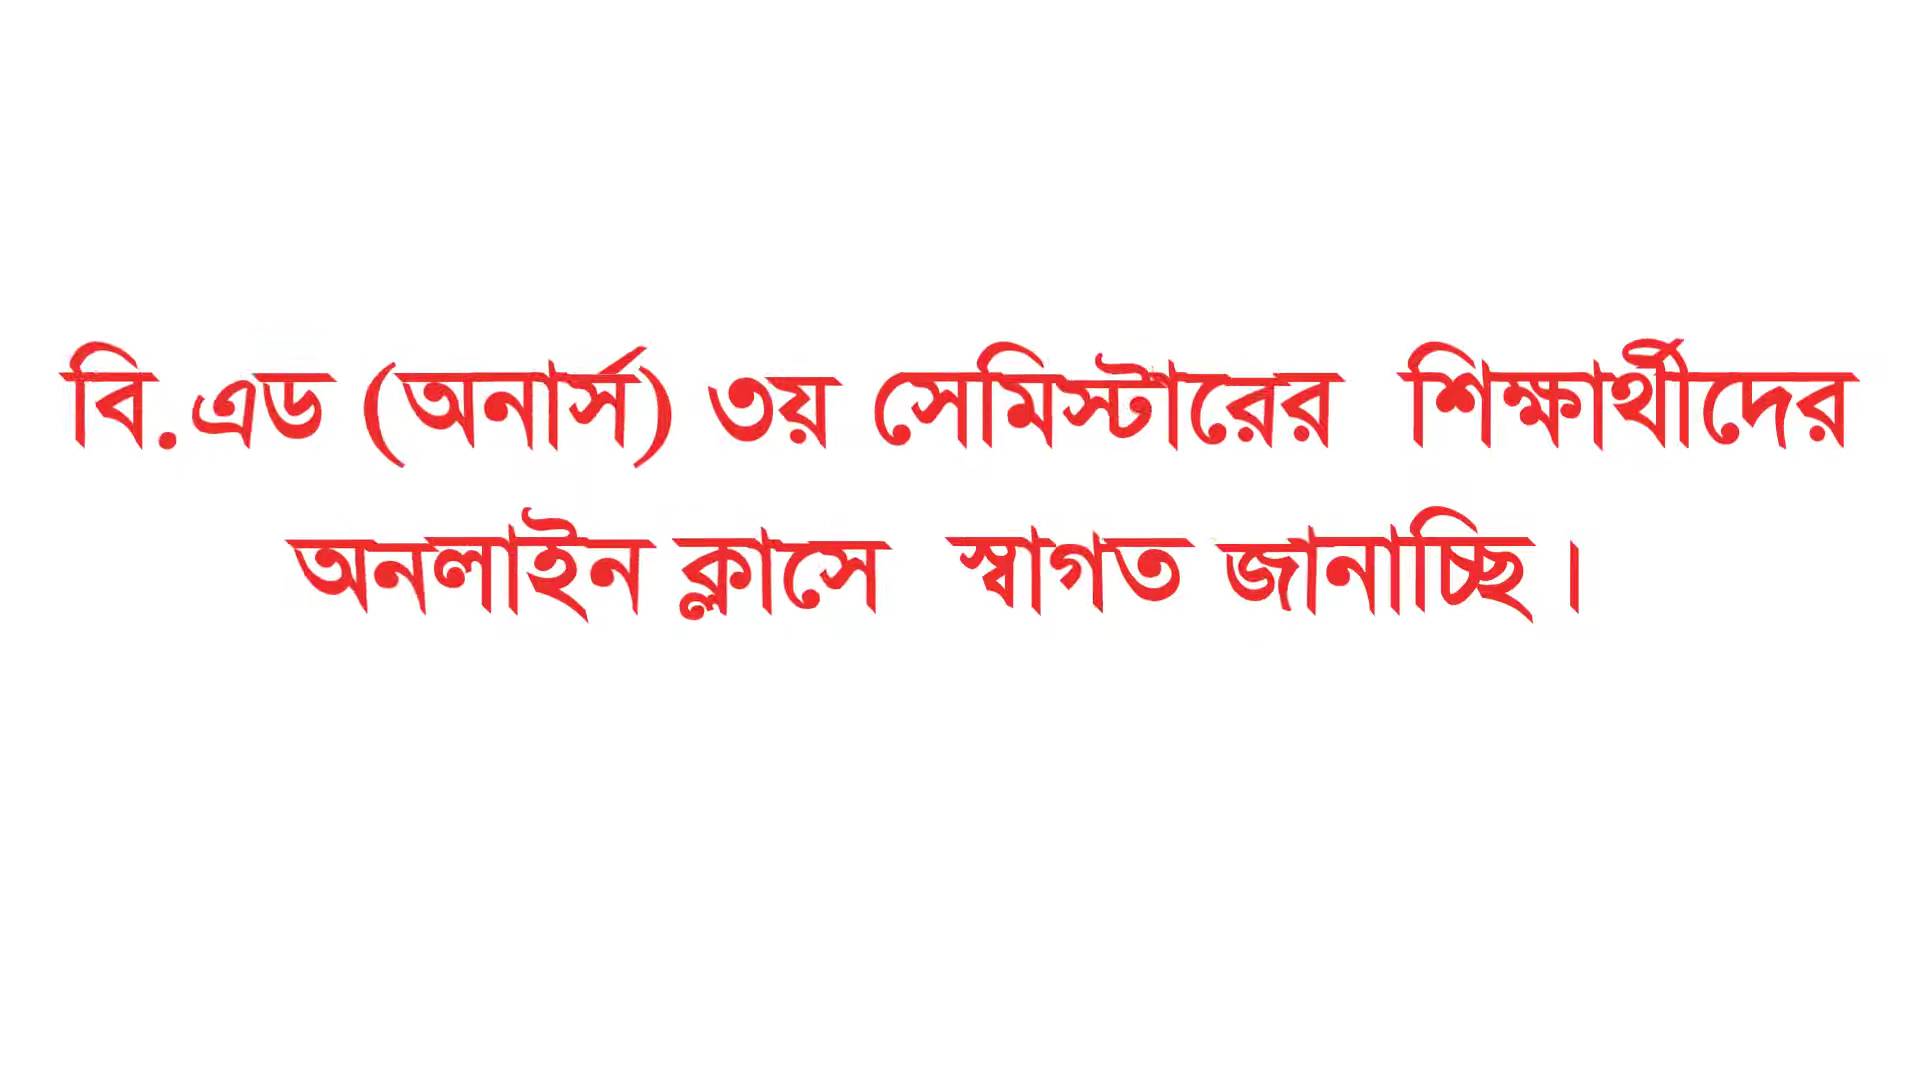 বি.এড (অনার্স) ৩য় সেমিস্টারের শিক্ষার্থীদের
অনলাইন ক্লাসে স্বাগত জানাচ্ছি।